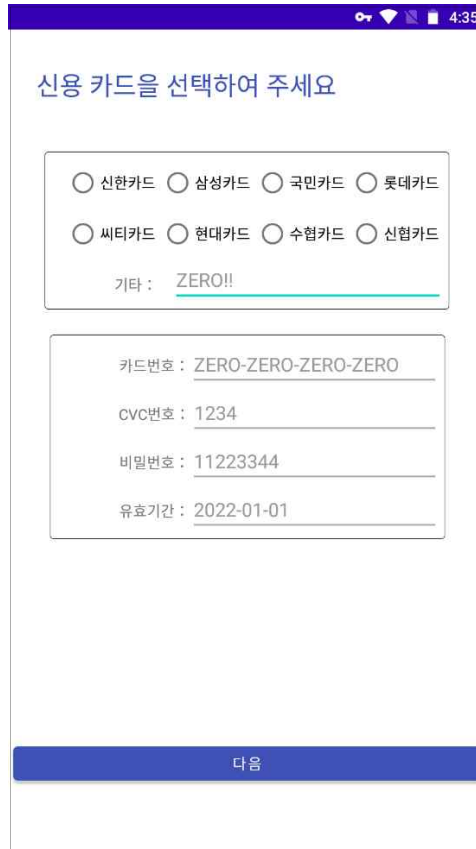 4:35
신용 카드을 선택하여 주세요
신한카드 삼성카드 국민카드 롯데카드
씨티카드 현대카드 수협카드 신협카드
기타 : ZERO!!
카드번호 : ZERO-ZERO-ZERO-ZERO
CVC번호 : 1234
비밀번호 : 11223344
유효기간 : 2022-01-01
다음